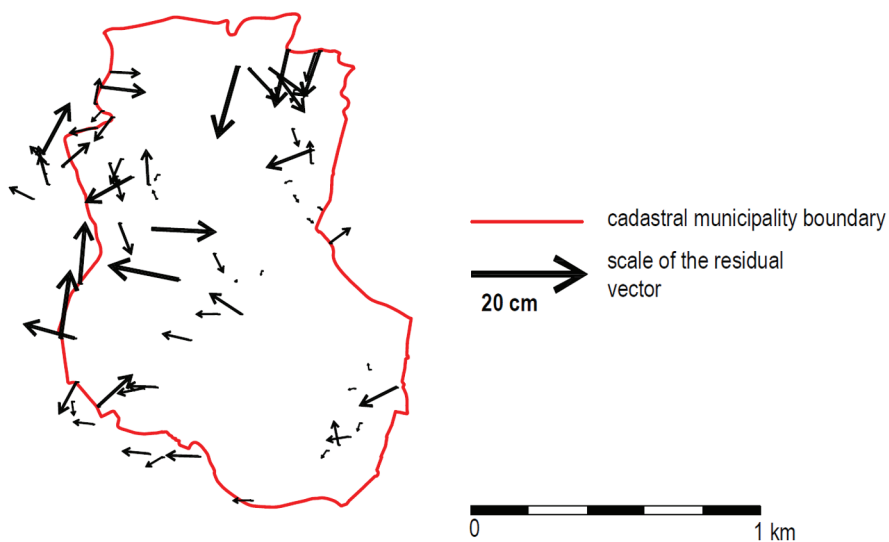 cadastral municipality boundary
scale of the residual
vector
20 cm
0
1 km